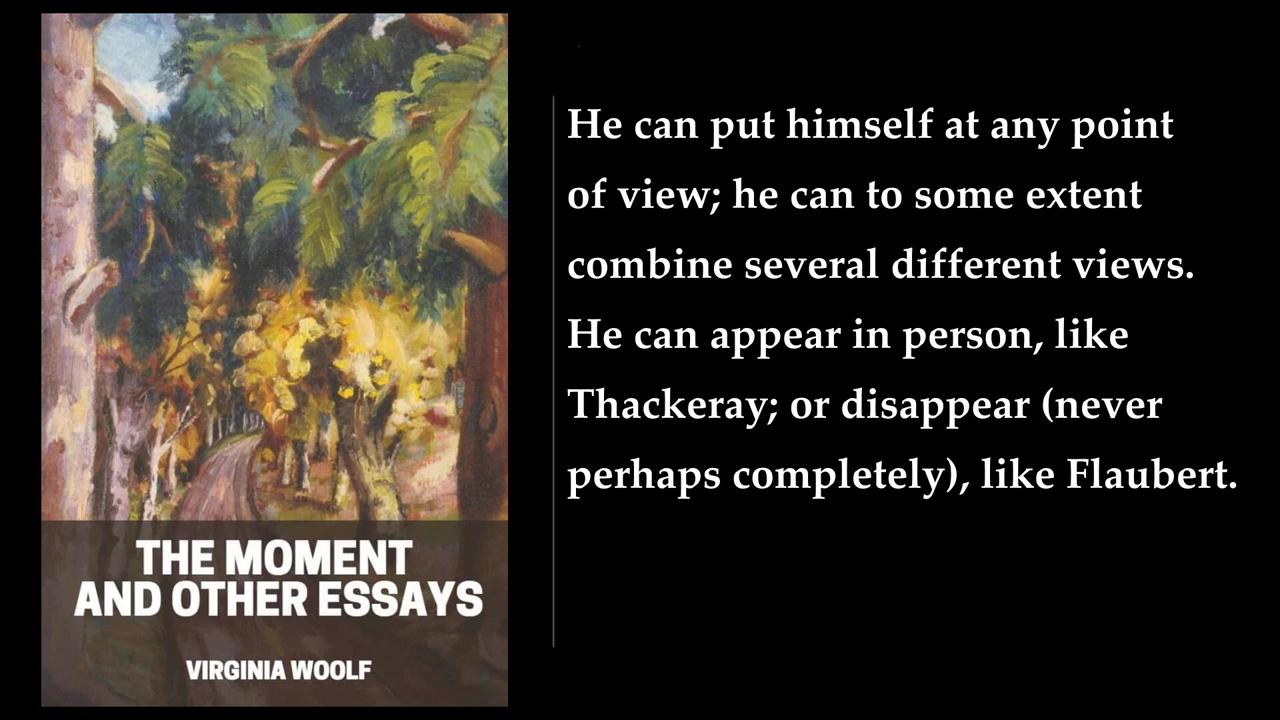 THE MOMENT
AND OTHER ESSAYS
VIRGINIA WOOLF
He can put himself at any point
of view; he can to some extent
combine several different views.
He can appear in person, like
Thackeray; or disappear (never
perhaps completely), like Flaubert.